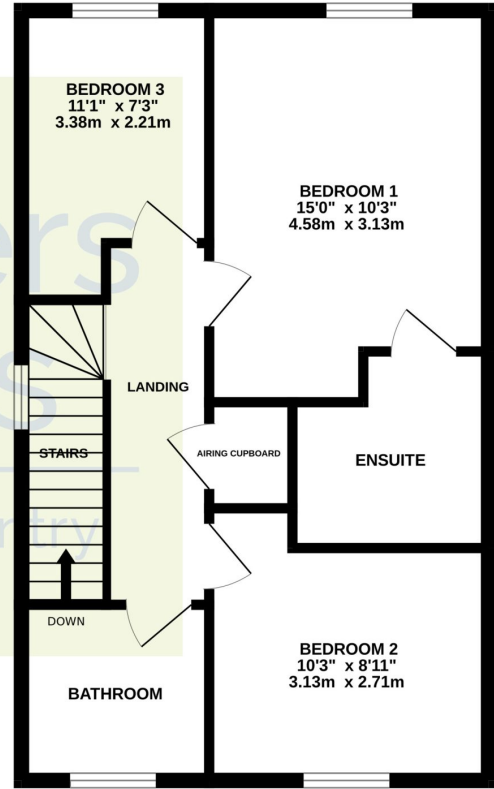 BEDROOM 3
11'1" x 7'3"
3.38m x 2.21m
BEDROOM 1
15'0" x 10'3"
4.58m x 3.13m
LANDING
STAIRS
AIRING CUPBOARD
ENSUITE
DOWN
BATHROOM
BEDROOM 2
10'3" x 8'11"
3.13m x 2.71m